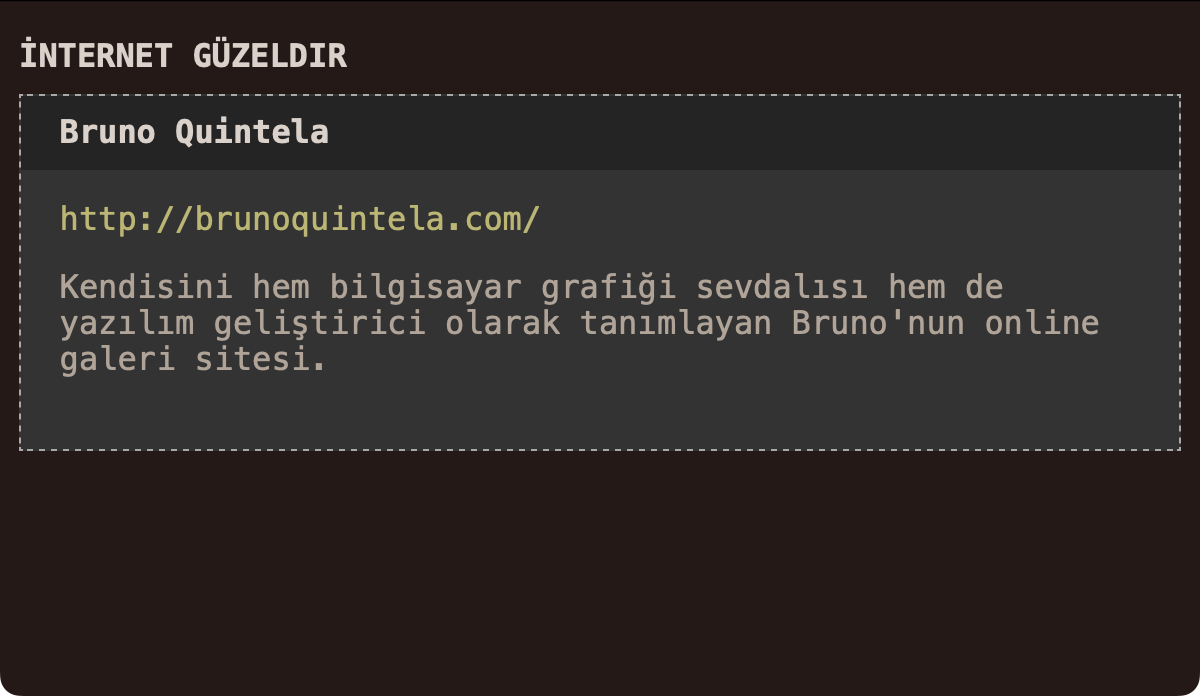 İNTERNET GÜZELDIR
Bruno Quintela
http://brunoquintela.com/
Kendisini hem bilgisayar grafiği sevdalısı hem de
yazılım geliştirici olarak tanımlayan Bruno'nun online
galeri sitesi.